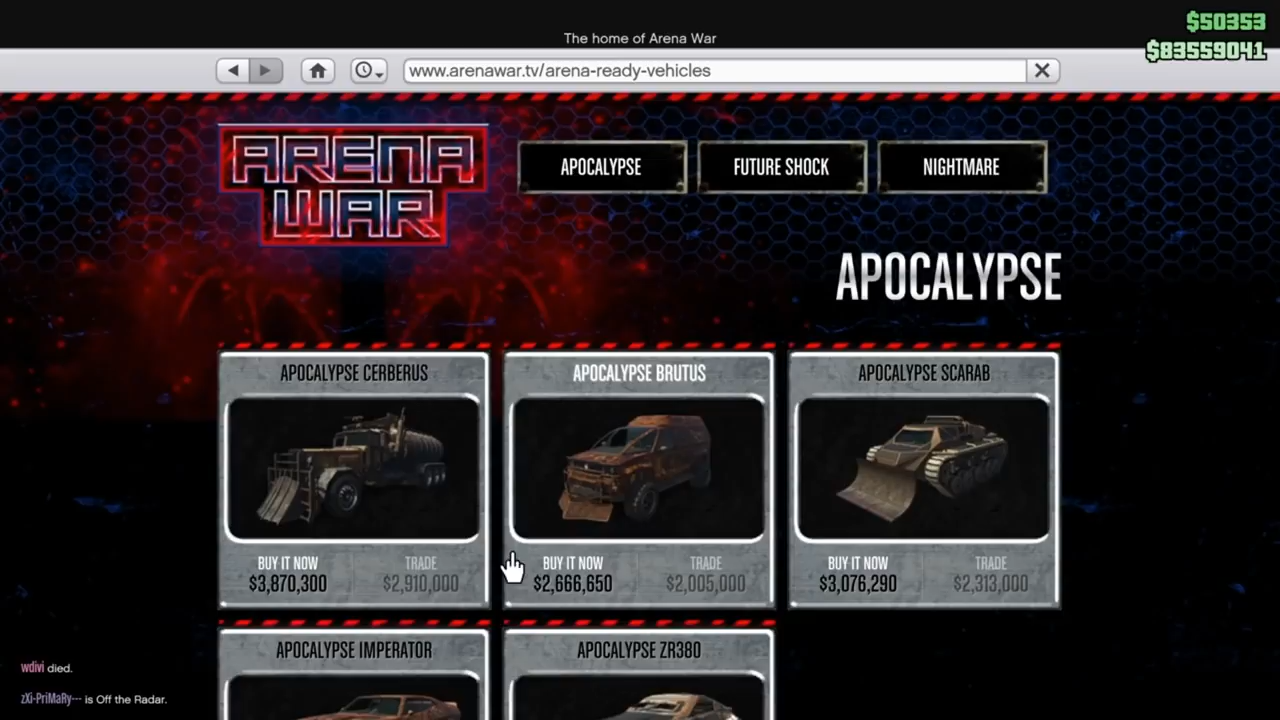 $50353
The home of Arena War
$83559041
www.arenawar.tv/arena-ready-vehicles
ARENA
WAR
APOCALYPSE
FUTURE SHOCK
NIGHTMARE
APOCALYPSE
APOCALYPSE CERBERUS
BUY IT NOW
$3,870,300
TRADE
$2,910,000
APOCALYPSE BRUTUS
BUY IT NOW
$2,666,650
TRADE
$2,005,000
APOCALYPSE SCARAB
BUY IT NOW
$3,076,290
TRADE
$2,313,000
APOCALYPSE IMPERATOR
APOCALYPSE ZR380
wdivi died.
zXi-PriMaRy--- is Off the Radar.